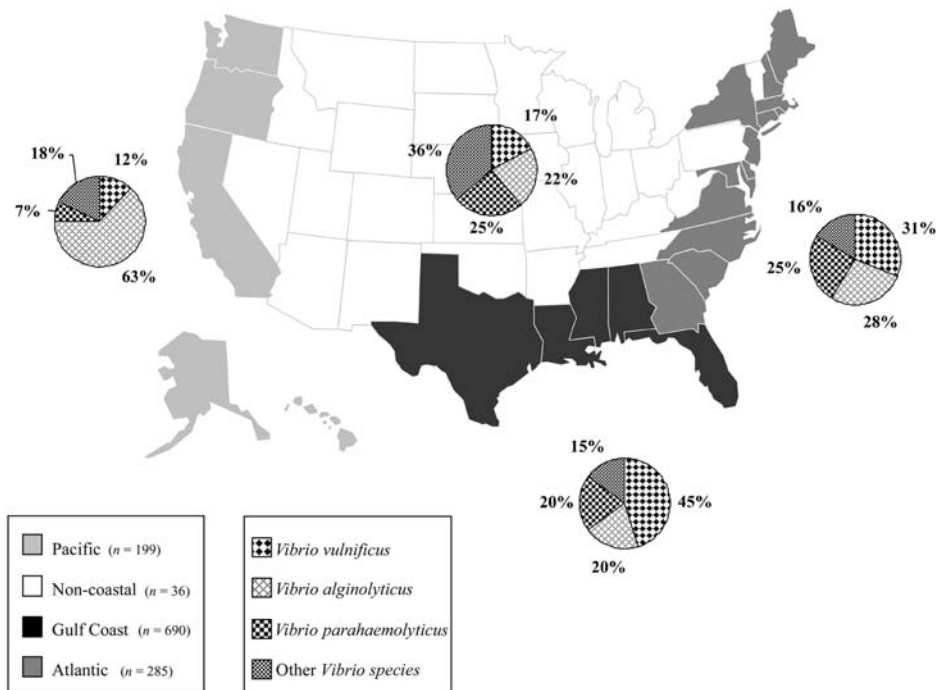 17%
36%
22%
25%
18%
12%
7%
63%
16%
31%
25%
28%
15%
20%
45%
20%
Pacific (n = 199)
Non-coastal (n = 36)
Gulf Coast (n = 690)
Atlantic (n = 285)
Vibrio vulnificus
Vibrio alginolyticus
Vibrio parahaemolyticus
Other Vibrio species